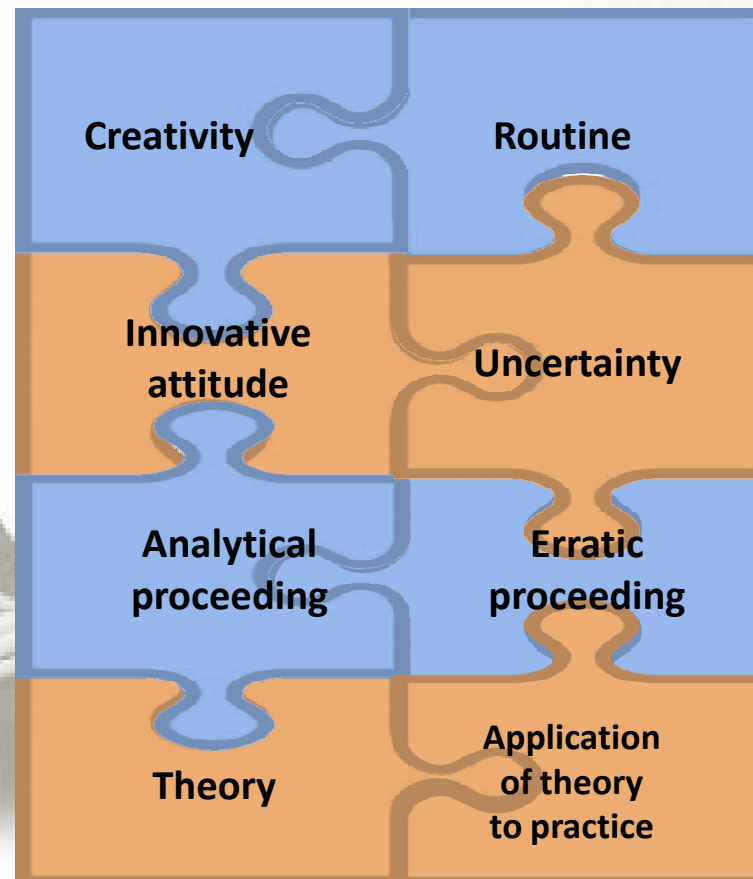 Creativity
Routine
Innovative
attitude
Uncertainty
Analytical
proceeding
Erratic
proceeding
Theory
Application
of theory
to practice